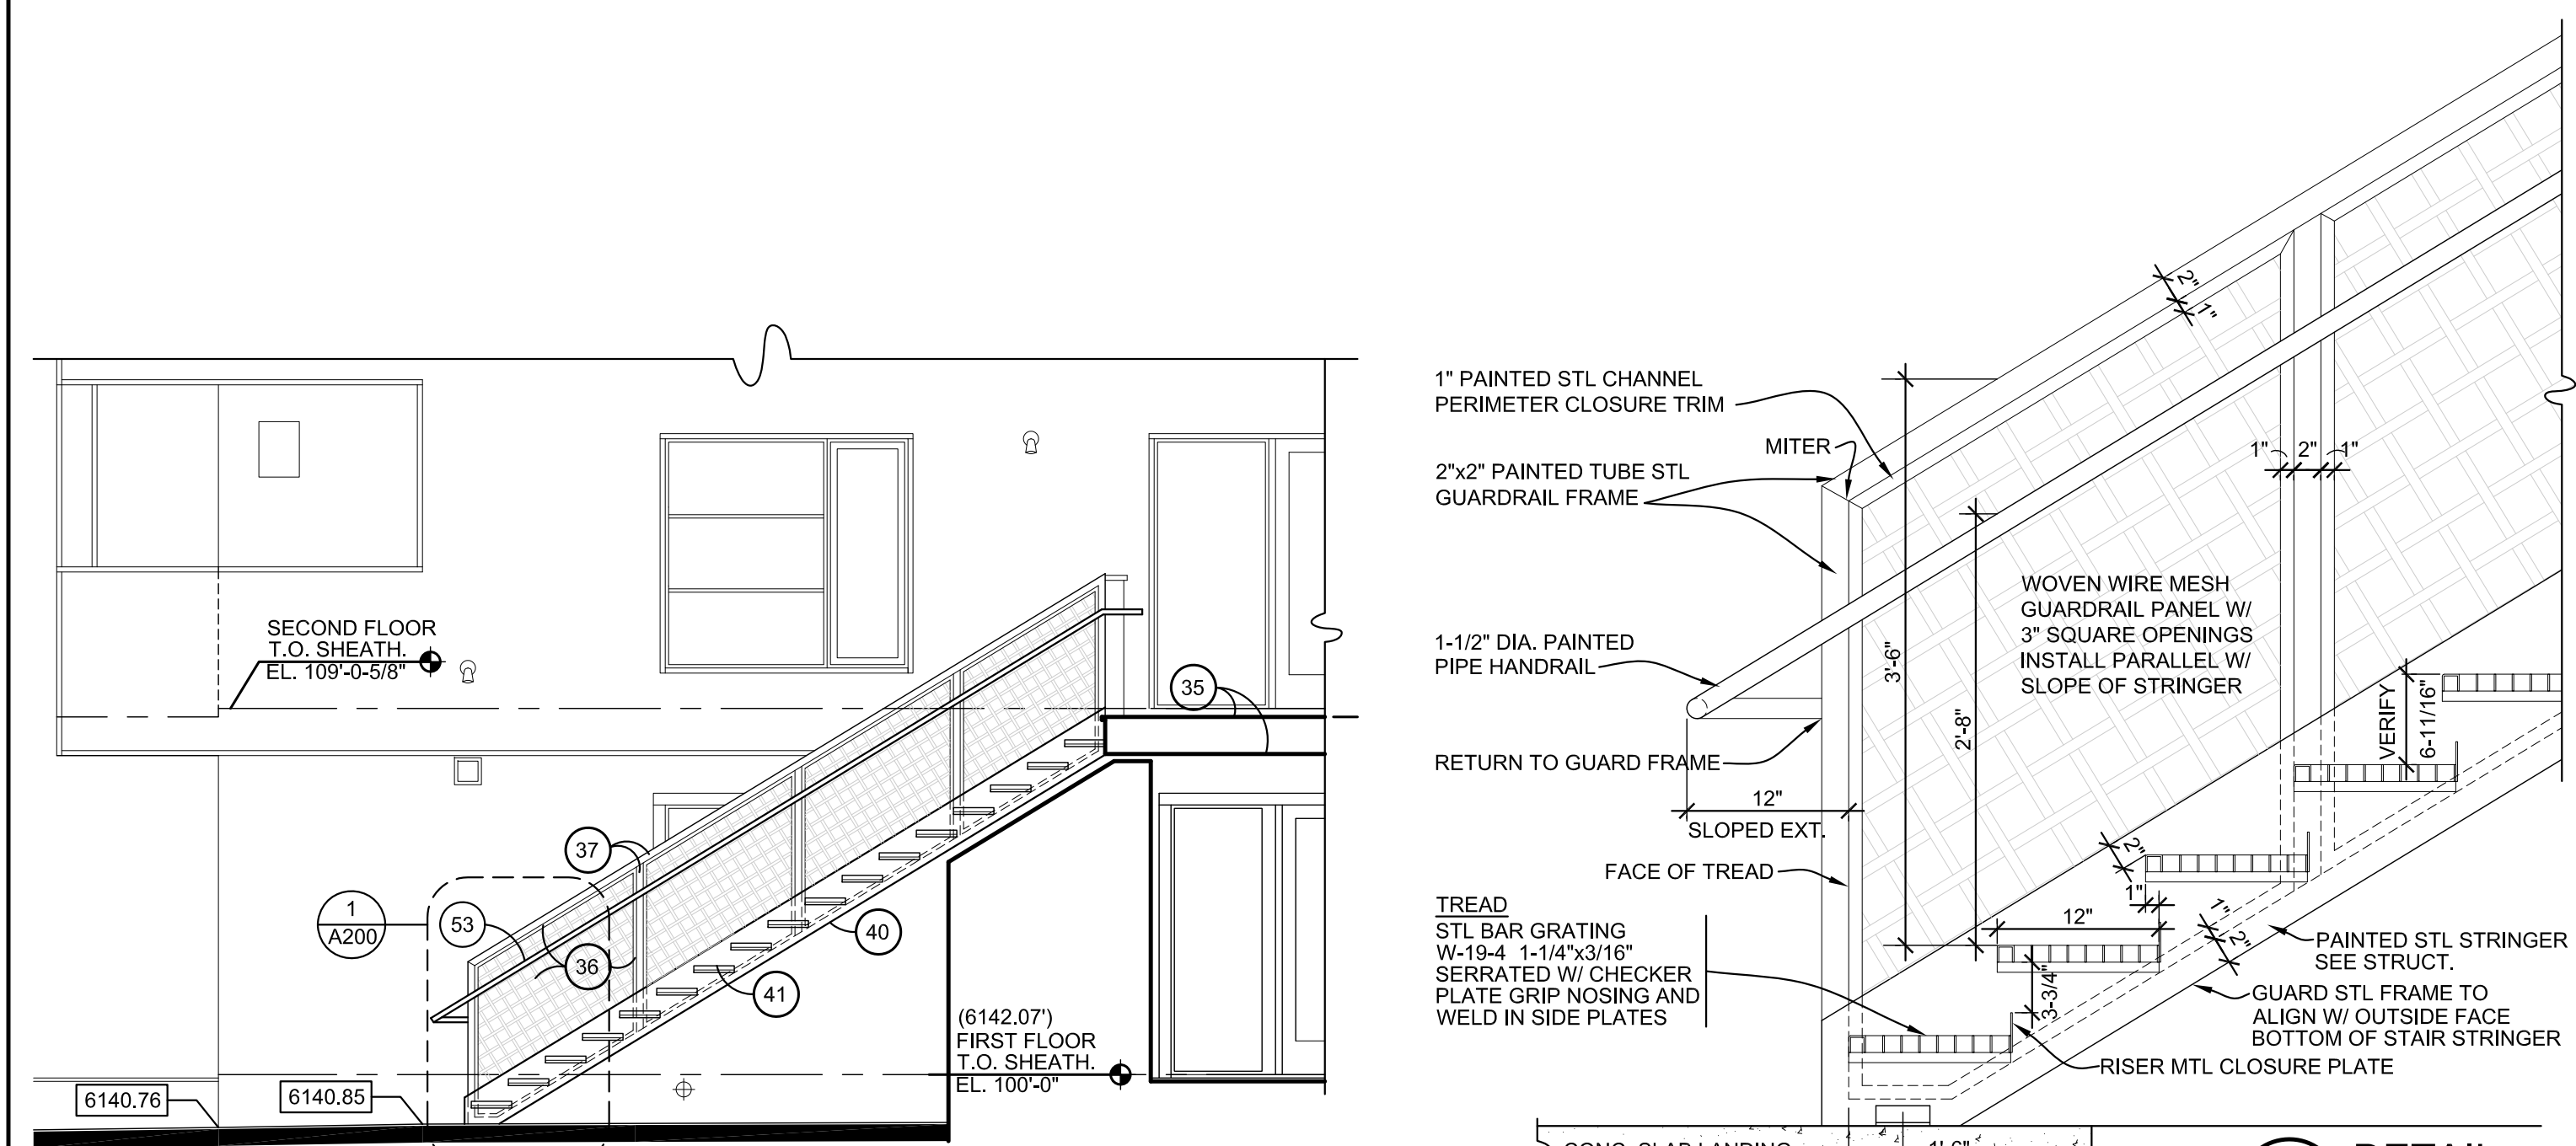 SECOND FLOOR
T.O. SHEATH.
EL. 109'-0-5/8"
35
37
1
A200
53
36
40
41
(6142.07')
FIRST FLOOR
T.O. SHEATH.
EL. 100'-0"
6140.76
6140.85
1" PAINTED STL CHANNEL
PERIMETER CLOSURE TRIM
MITER
2"x2" PAINTED TUBE STL
GUARDRAIL FRAME
1-1/2" DIA. PAINTED
PIPE HANDRAIL
RETURN TO GUARD FRAME
12"
SLOPED EXT.
FACE OF TREAD
TREAD
STL BAR GRATING
W-19-4 1-1/4"x3/16"
SERRATED W/ CHECKER
PLATE GRIP NOSING AND
WELD IN SIDE PLATES
2"
1"
1"
2"
1"
3'-6"
2'-8"
WOVEN WIRE MESH
GUARDRAIL PANEL W/
3" SQUARE OPENINGS
INSTALL PARALLEL W/
SLOPE OF STRINGER
VERIFY
6-11/16"
2"
1"
12"
1"
2"
3-3/4"
PAINTED STL STRINGER
SEE STRUCT.
GUARD STL FRAME TO
ALIGN W/ OUTSIDE FACE
BOTTOM OF STAIR STRINGER
RISER MTL CLOSURE PLATE
CONC. SLAB LANDING
1'-6"
DETAIL